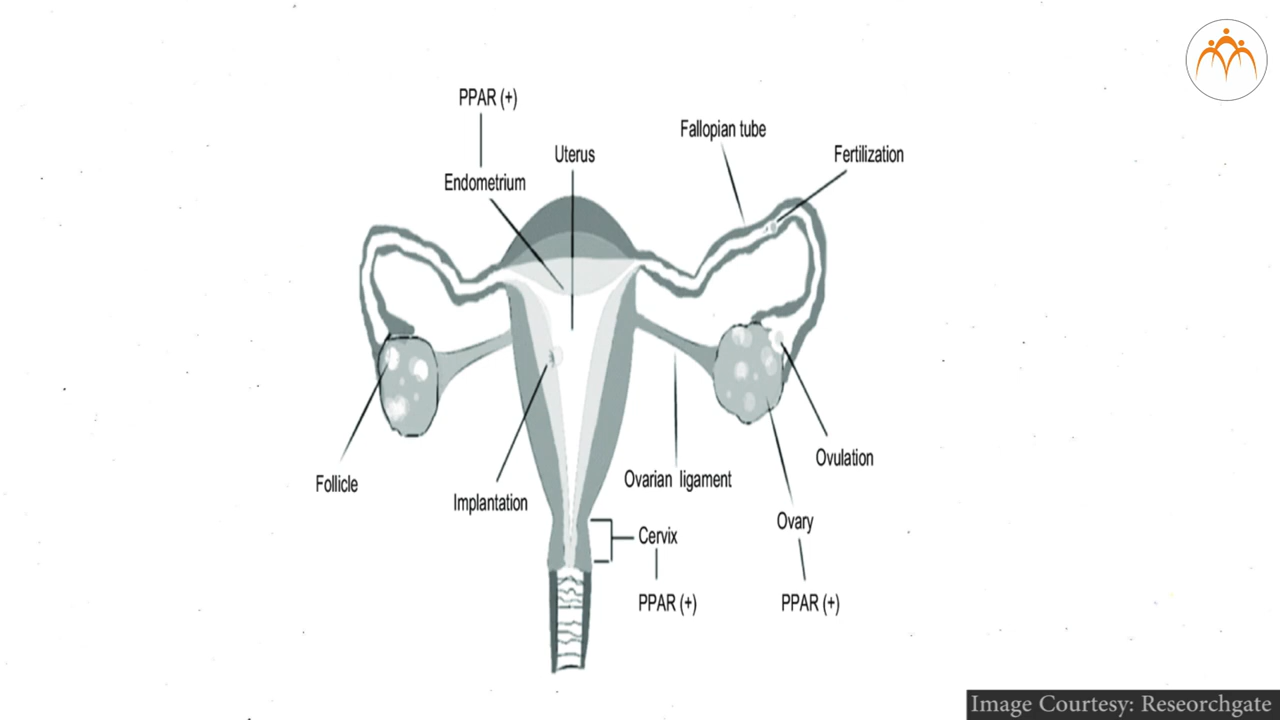 PPAR (+)
Fallopian tube
Uterus
Fertilization
Endometrium
Ovulation
Ovarian ligament
Follicle
Implantation
Ovary
Cervix
PPAR (+)
PPAR (+)
Image Courtesy: Reseorchgate